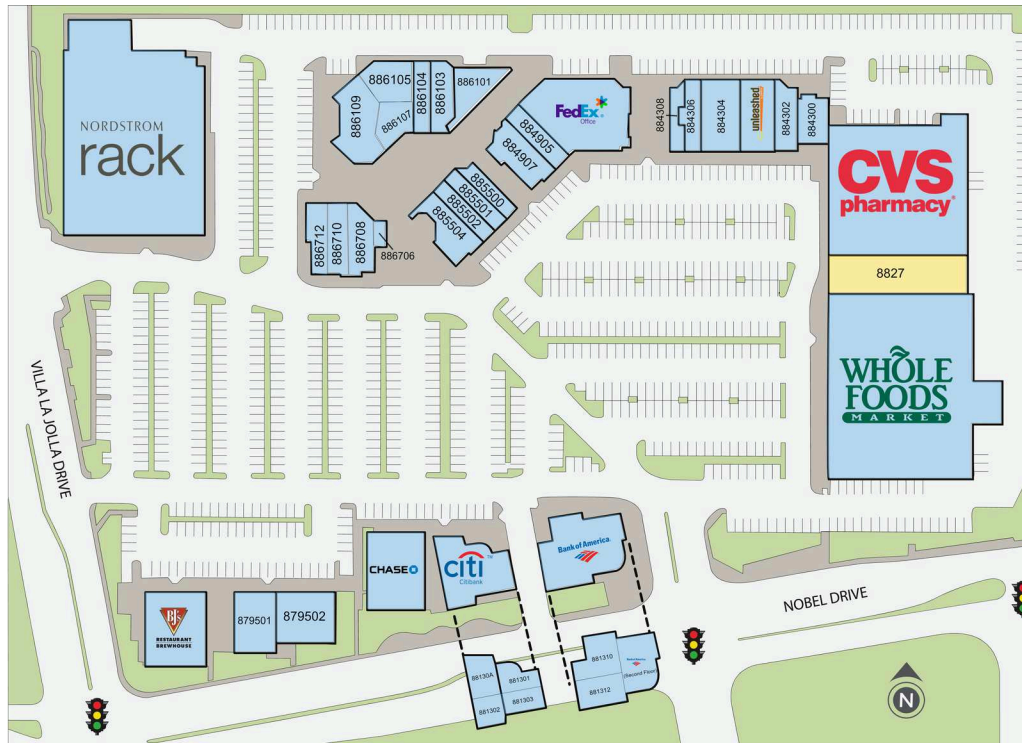 NORDSTROM
rack
886109
886105
886107
886104
886103
886101
FedEx®
Office
884905
884907
884308
884306
884304
unleashed
884302
884300
CVS
pharmacy®
885500
885501
885502
885504
886712
886710
886708
886706
8827
WHOLE
FOODS
MARKET
VILLA LA JOLLA DRIVE
CHASE
citi
Citibank
Bank of America.
BJ's
RESTAURANT
BREWHOUSE
879501
879502
NOBEL DRIVE
88130A
881301
881302
881303
881310
881312
Bank of America
(Second Floor)
N